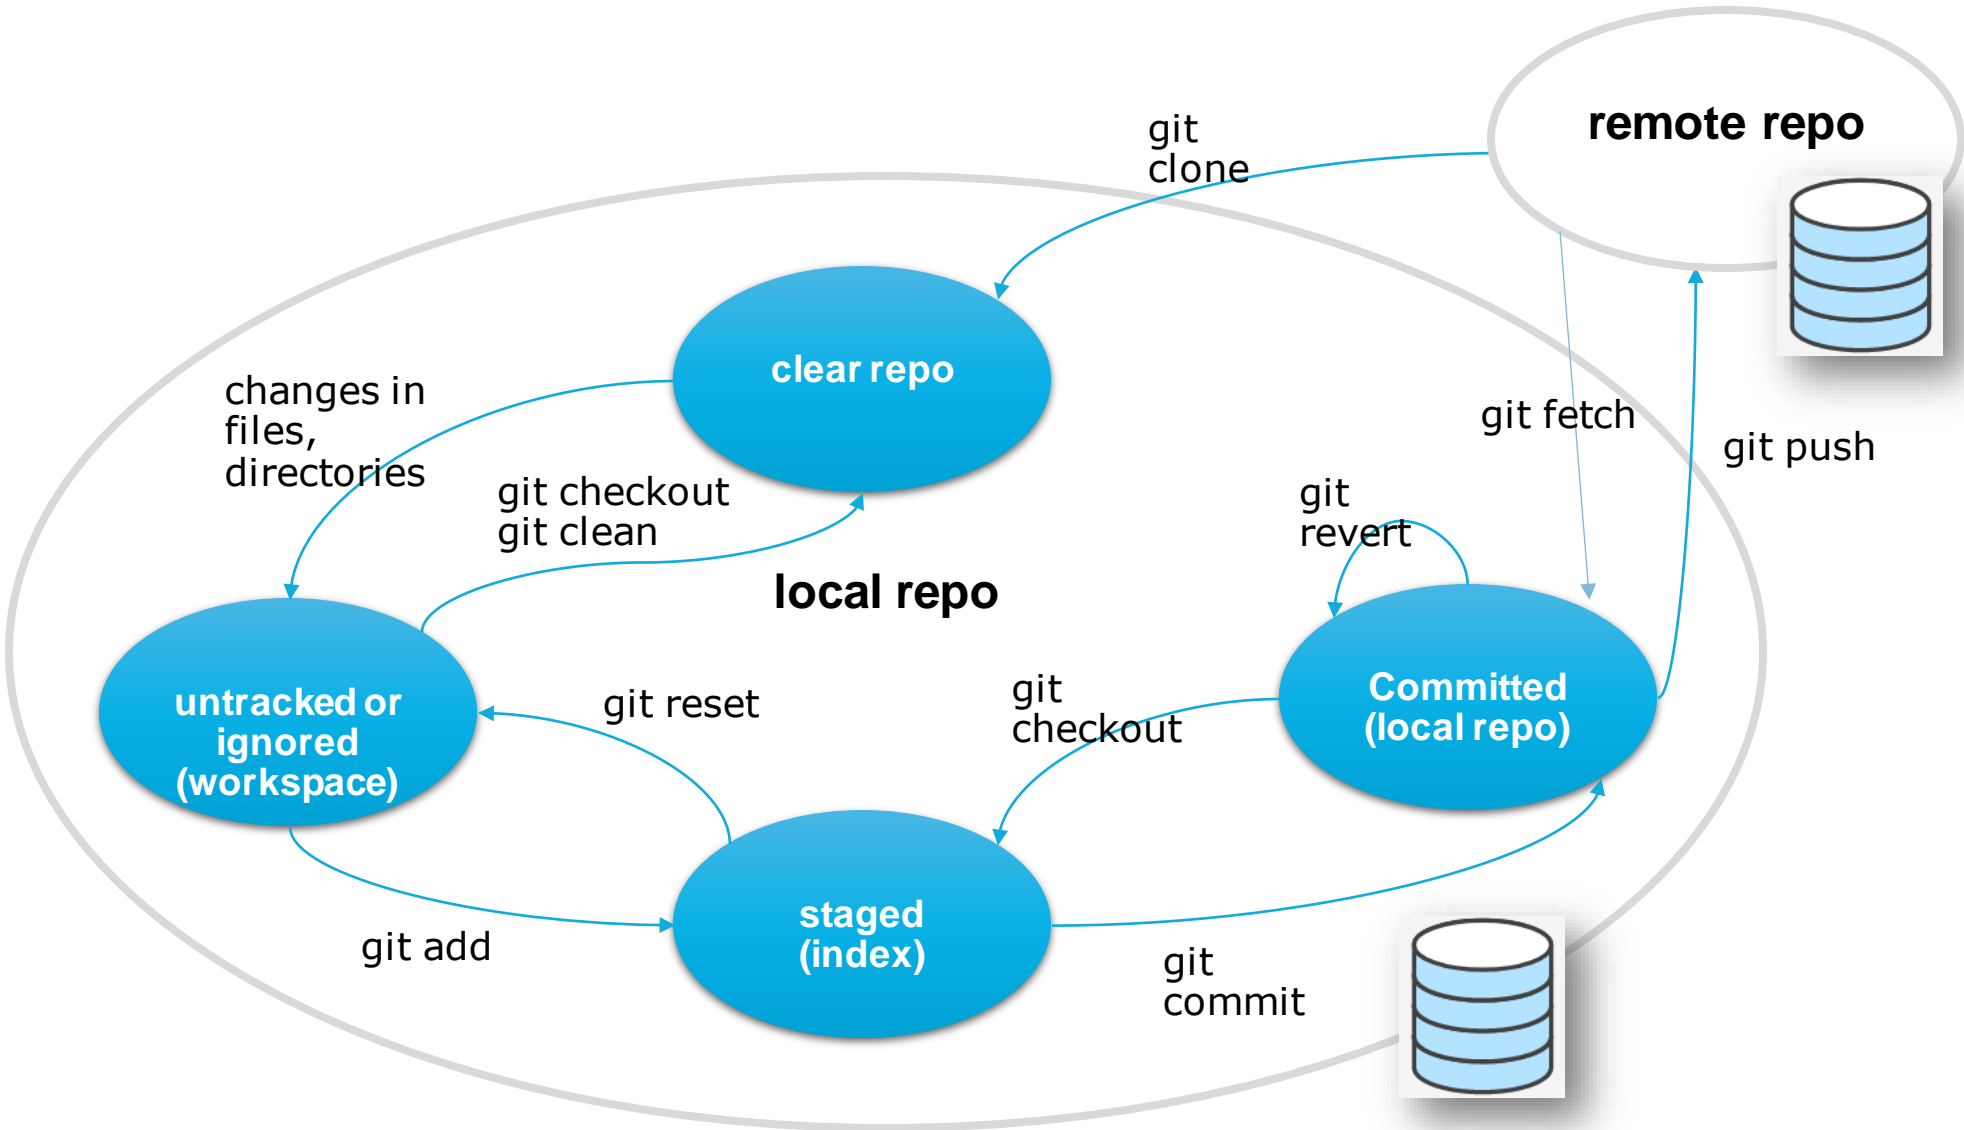 remote repo
git
clone
clear repo
changes in
files,
directories
git fetch
git push
git checkout
git clean
git
revert
local repo
untracked or
ignored
(workspace)
git reset
git
checkout
Committed
(local repo)
staged
(index)
git add
git
commit